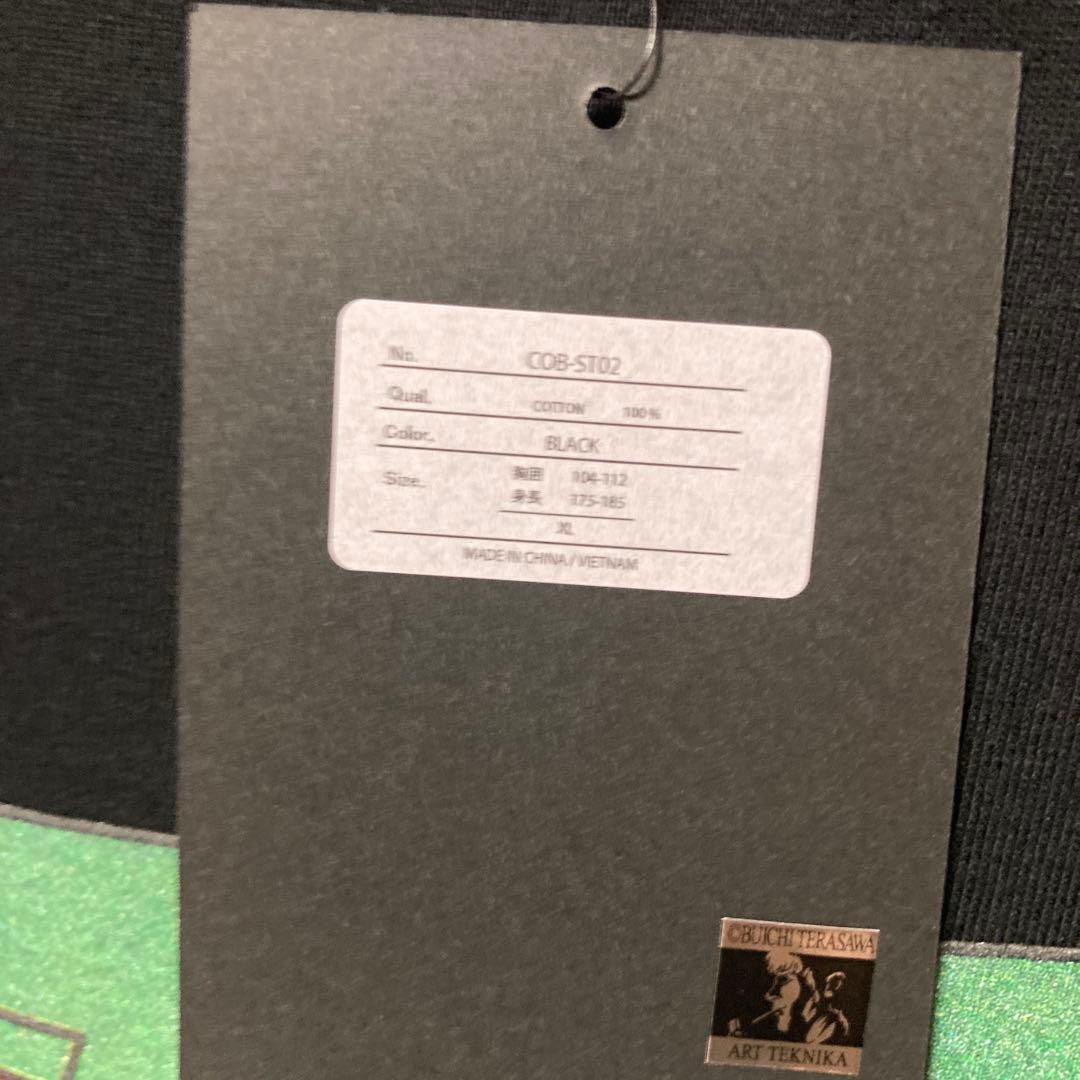 No. COB-ST02
Qual. COTTON 100%
Color. BLACK
Size. 胸囲 104-112
身長 175-185
XL
MADE IN CHINA / VIETNAM
©BUICHI TERASAWA
ART TEKNIKA